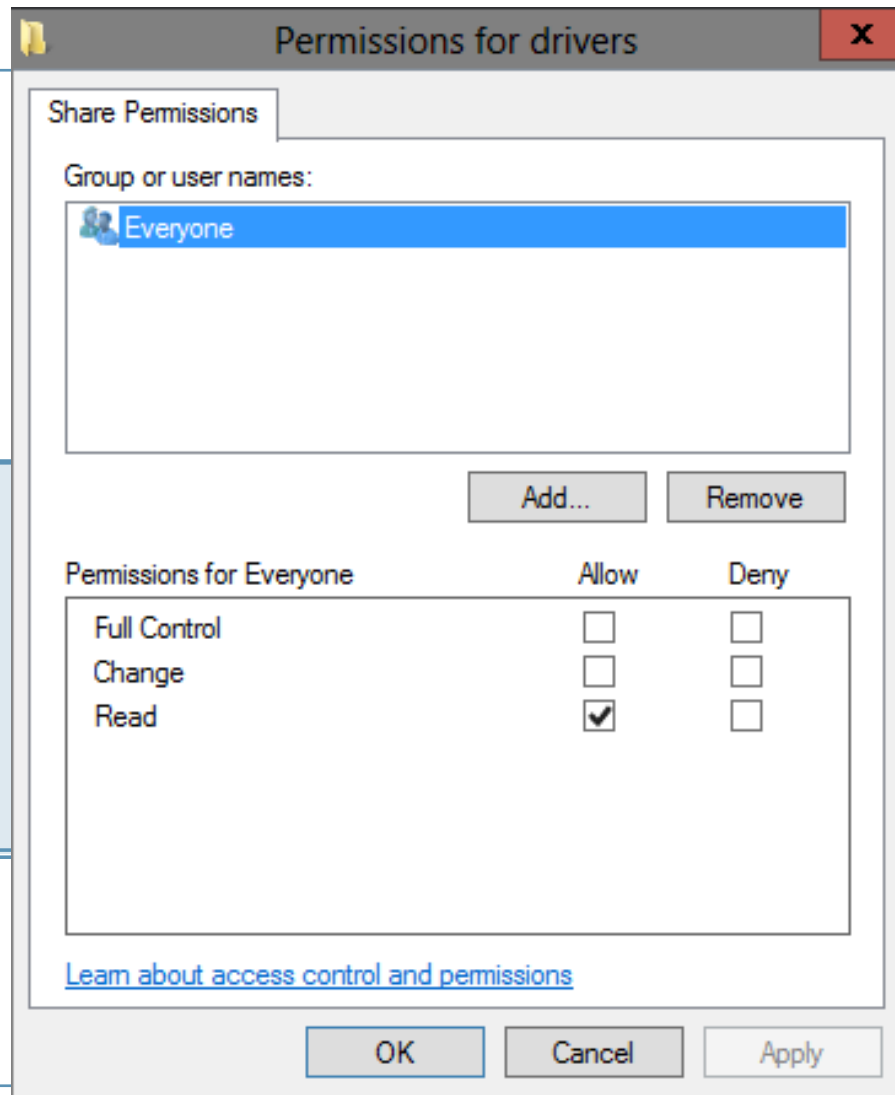 Permissions for drivers
x
Share Permissions
Group or user names:
Everyone
Add... Remove
Permissions for Everyone Allow Deny
Full Control
Change
Read
Learn about access control and permissions
OK Cancel Apply